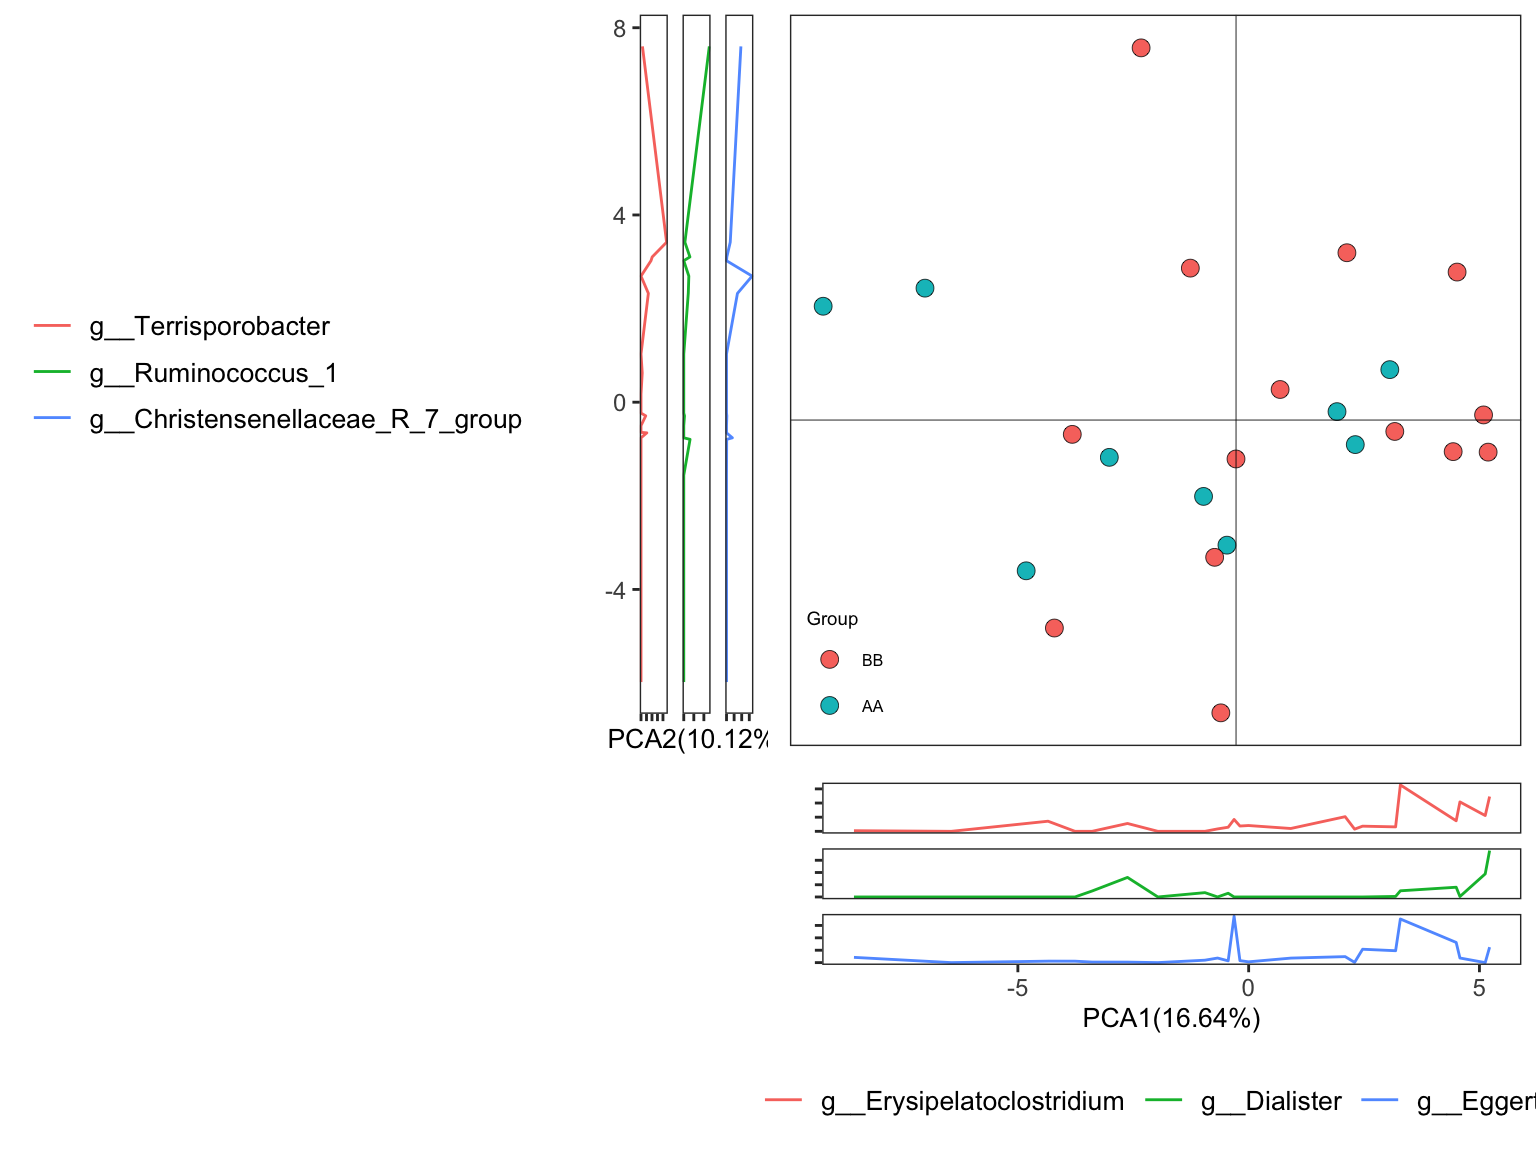 8
4
0
-4
g__Terrisporobacter
g__Ruminococcus_1
g__Christensenellaceae_R_7_group
PCA2(10.12%
Group
BB
AA
-5 0 5
PCA1(16.64%)
g__Erysipelatoclostridium g__Dialister